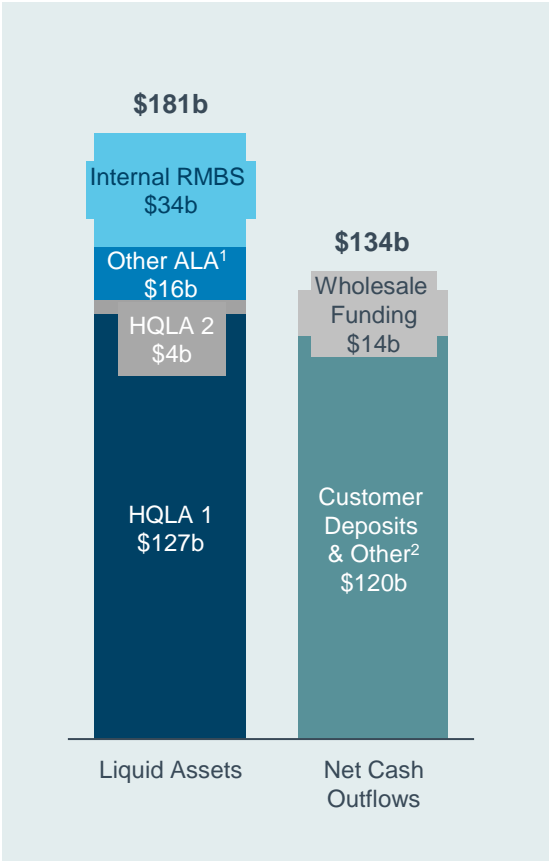 $181b
Internal RMBS
$34b
Other ALA¹
$16b
HQLA 2
$4b
HQLA 1
$127b
Liquid Assets
$134b
Wholesale
Funding
$14b
Customer
Deposits
& Other²
$120b
Net Cash
Outflows